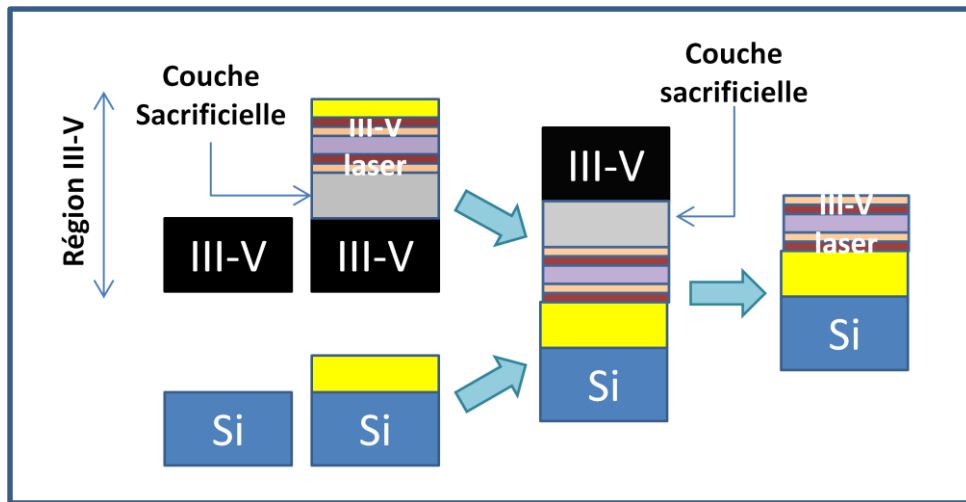 Couche
Sacrificielle
Couche
sacrificielle
Région III-V
III-V
laser
III-V
III-V
III-V
III-V
laser
Si
Si
Si
Si